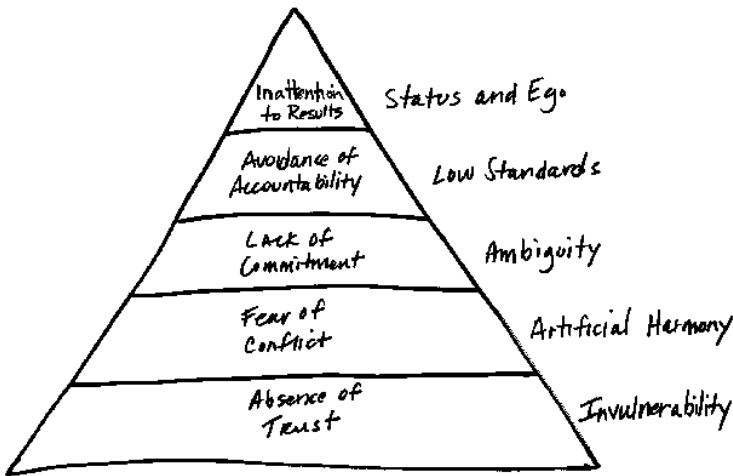 Inattention
to Results
Status and Ego
Avoidance of
Accountability
Low Standards
Lack of
Commitment
Ambiguity
Fear of
Conflict
Artificial Harmony
Absence of
Trust
Invulnerability